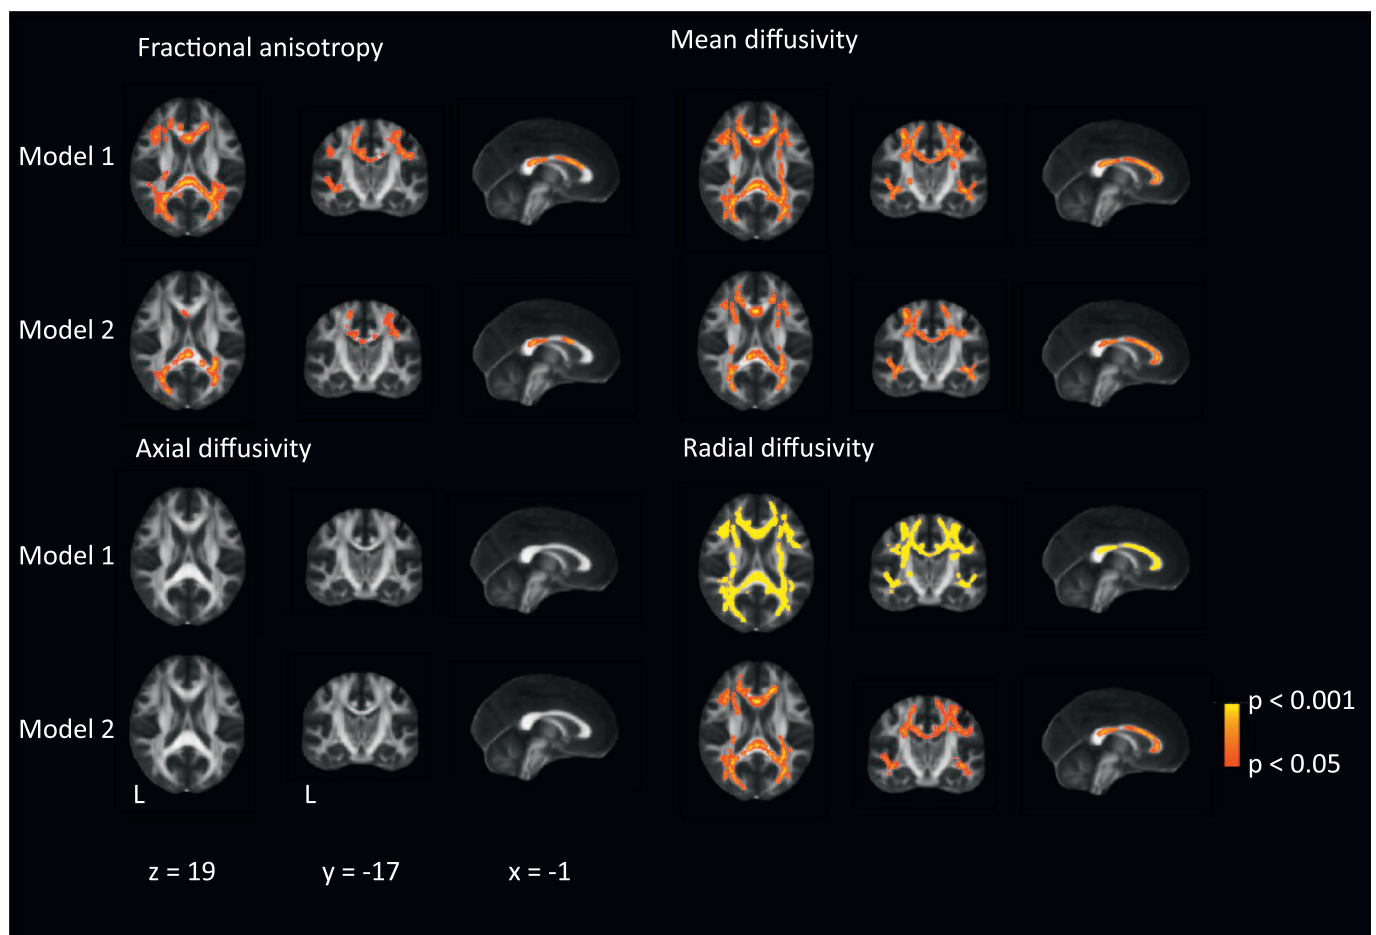 Fractional anisotropy
Mean diffusivity
Model 1
Model 2
Axial diffusivity
Radial diffusivity
Model 1
Model 2
p < 0.001
p < 0.05
L
L
z = 19
y = -17
x = -1